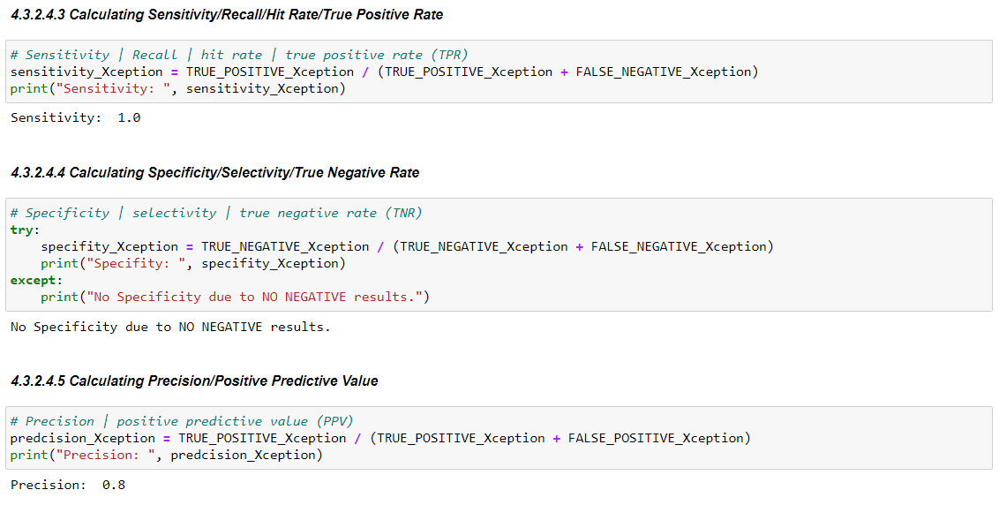 4.3.2.4.3 Calculating Sensitivity/Recall/Hit Rate/True Positive Rate
# Sensitivity | Recall | hit rate | true positive rate (TPR)
sensitivity_Xception = TRUE_POSITIVE_Xception / (TRUE_POSITIVE_Xception + FALSE_NEGATIVE_Xception)
print("Sensitivity: ", sensitivity_Xception)
Sensitivity:  1.0
4.3.2.4.4 Calculating Specificity/Selectivity/True Negative Rate
# Specificity | selectivity | true negative rate (TNR)
try:
    specifity_Xception = TRUE_NEGATIVE_Xception / (TRUE_NEGATIVE_Xception + FALSE_NEGATIVE_Xception)
    print("Specifity: ", specifity_Xception)
except:
    print("No Specificity due to NO NEGATIVE results.")
No Specificity due to NO NEGATIVE results.
4.3.2.4.5 Calculating Precision/Positive Predictive Value
# Precision | positive predictive value (PPV)
predcision_Xception = TRUE_POSITIVE_Xception / (TRUE_POSITIVE_Xception + FALSE_POSITIVE_Xception)
print("Precision: ", predcision_Xception)
Precision:  0.8